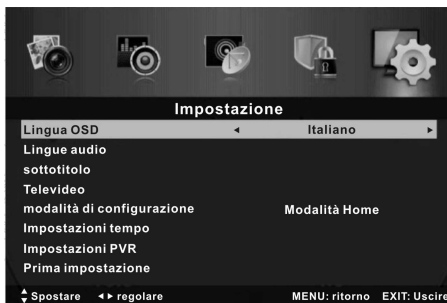 Impostazione
Lingua OSD ◄ Italiano ►
Lingue audio
sottotitolo
Televideo
modalità di configurazione Modalità Home
Impostazioni tempo
Impostazioni PVR
Prima impostazione
Spostare ◄► regolare MENU: ritorno EXIT: Uscire